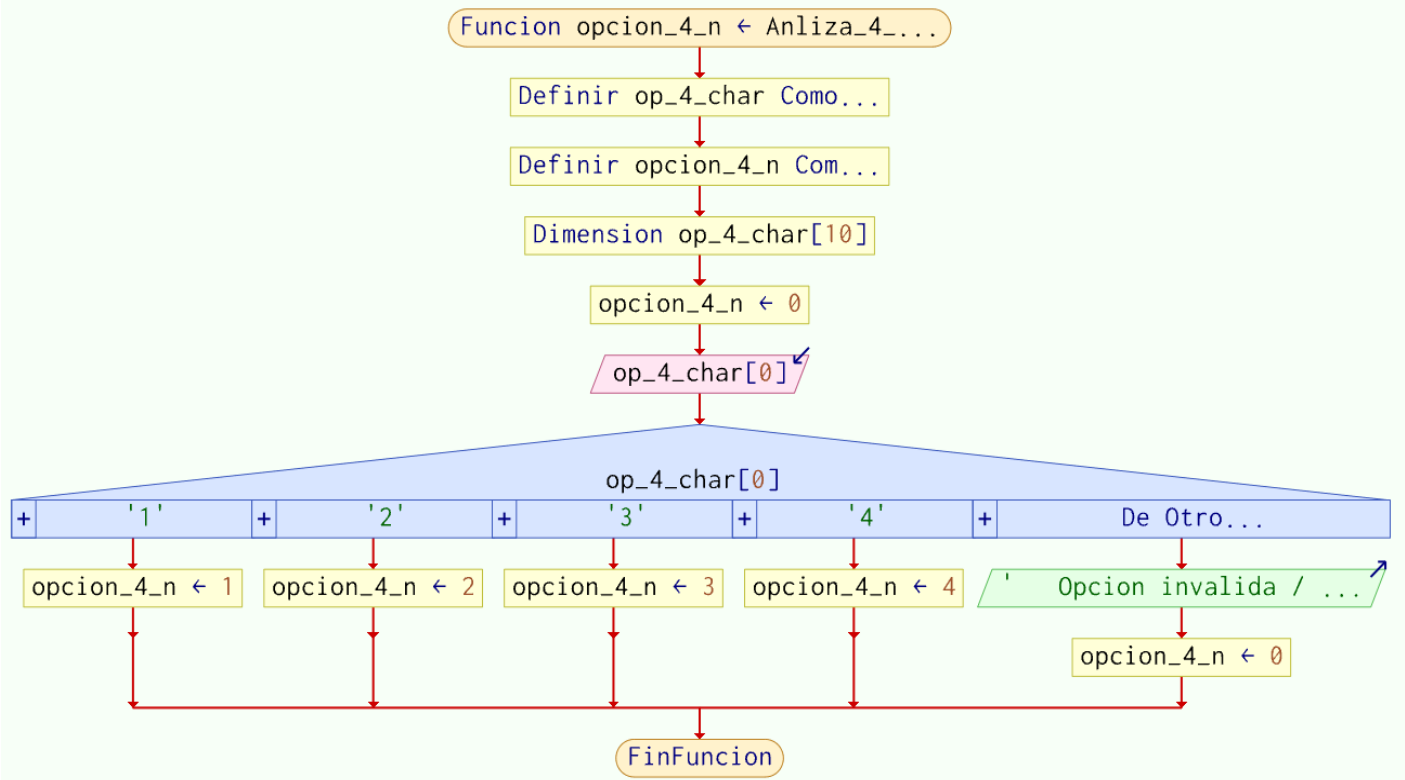 Funcion opcion_4_n ← Anliza_4_...
Definir op_4_char Como...
Definir opcion_4_n Com...
Dimension op_4_char[10]
opcion_4_n ← 0
op_4_char[0]
op_4_char[0]
+ '1' + '2' + '3' + '4' + De Otro...
opcion_4_n ← 1 opcion_4_n ← 2 opcion_4_n ← 3 opcion_4_n ← 4 ' Opcion invalida / ...
opcion_4_n ← 0
FinFuncion